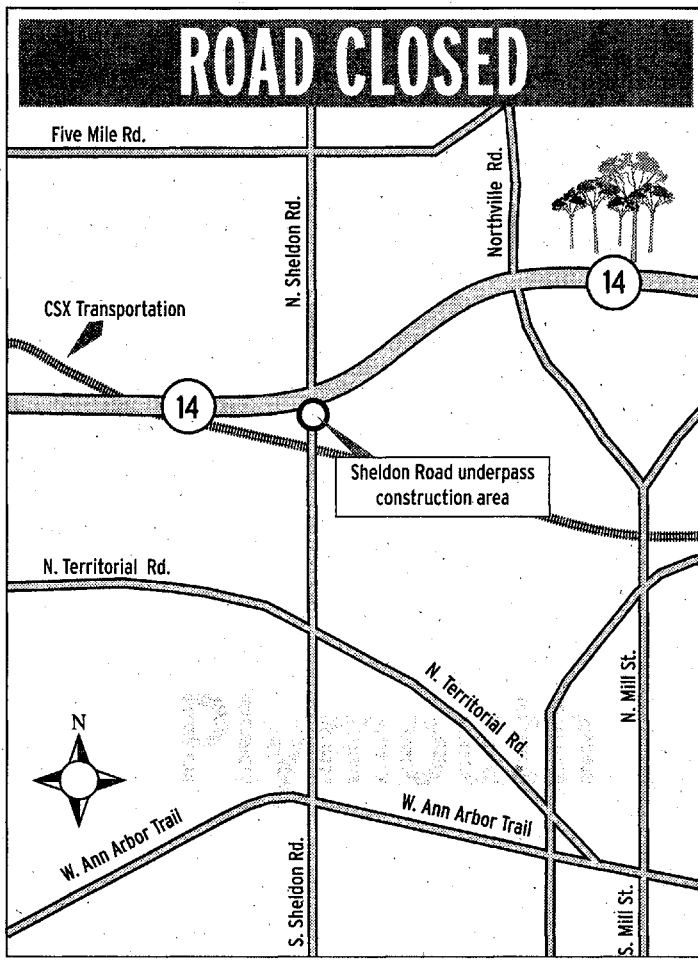 ROAD CLOSED
Five Mile Rd.
N. Sheldon Rd.
Northville Rd.
14
CSX Transportation
14
Sheldon Road underpass
construction area
N. Territorial Rd.
N. Territorial Rd.
N. Mill St.
Plymouth
N
W. Ann Arbor Trail
W. Ann Arbor Trail
S. Sheldon Rd.
S. Mill St.